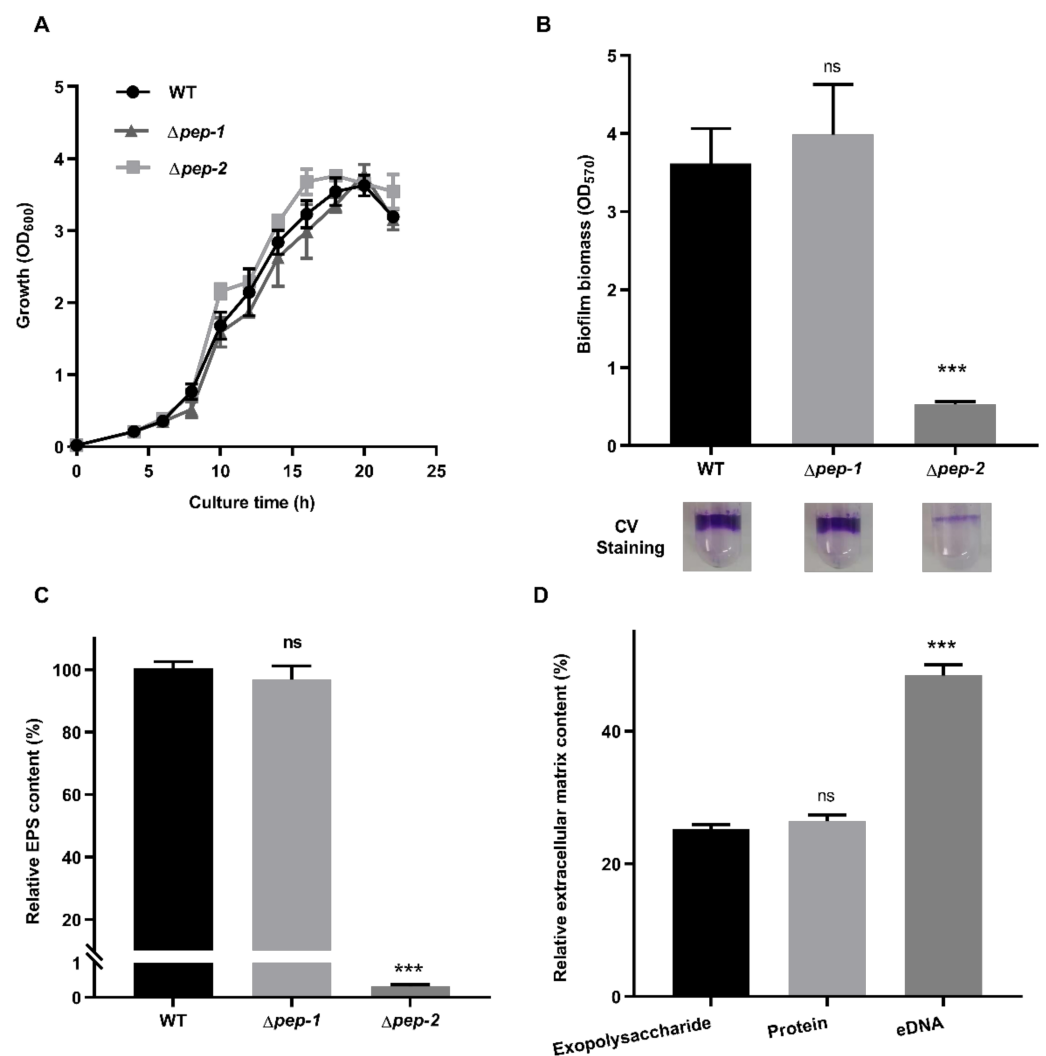 A
WT
Δpep-1
Δpep-2
Growth (OD600)
5
4
3
2
1
0
0 5 10 15 20 25
Culture time (h)
B
Biofilm biomass (OD570)
5
4
3
2
1
0
ns
***
WT Δpep-1 Δpep-2
CV
Staining
C
Relative EPS content (%)
100
80
60
40
20
1
0
ns
***
WT Δpep-1 Δpep-2
D
Relative extracellular matrix content (%)
40
20
0
ns
***
Exopolysaccharide Protein eDNA